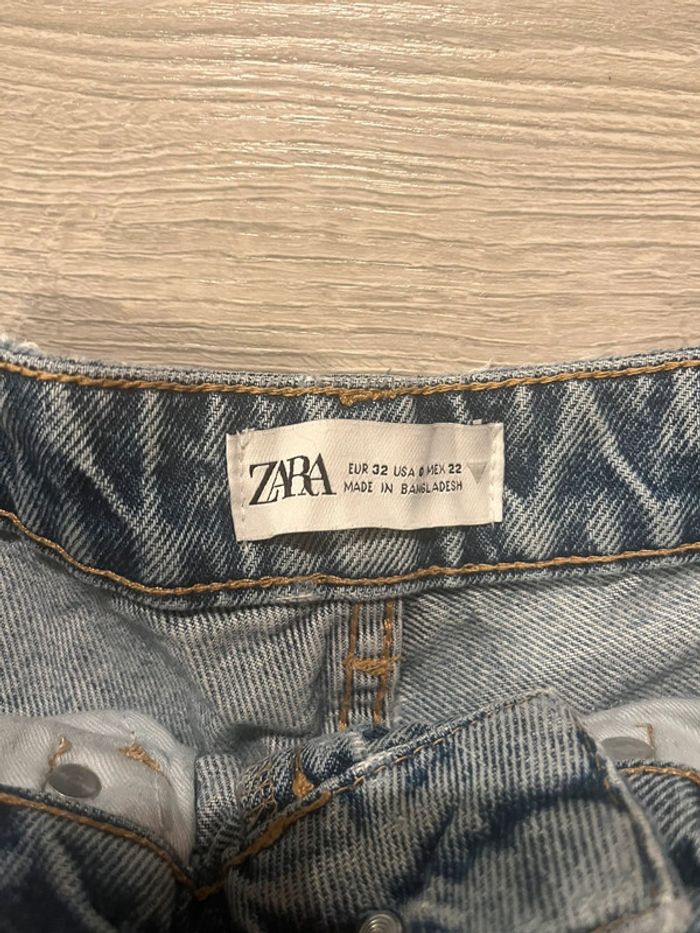 ZARA
EUR 32 USA 0 MEX 22
MADE IN BANGLADESH